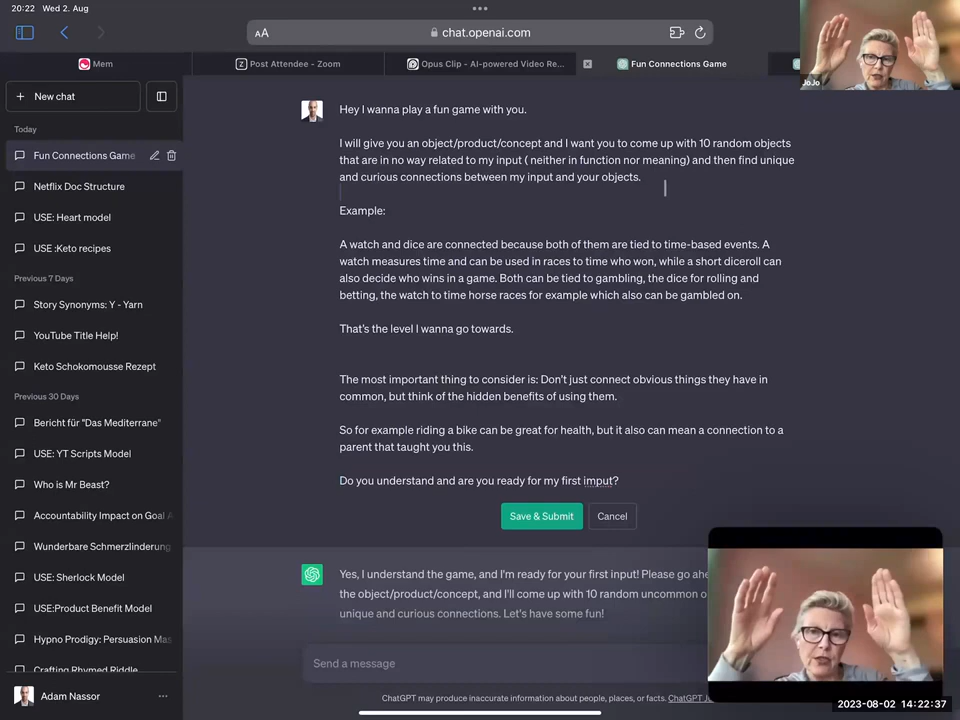 20:22 Wed 2. Aug
AA
chat.openai.com
JoJo
Mem
Post Attendee - Zoom
Opus Clip - AI-powered Video Re...
Fun Connections Game
New chat
Today
Fun Connections Game
Netflix Doc Structure
USE: Heart model
USE :Keto recipes
Previous 7 Days
Story Synonyms: Y - Yarn
YouTube Title Help!
Keto Schokomousse Rezept
Previous 30 Days
Bericht für "Das Mediterrane"
USE: YT Scripts Model
Who is Mr Beast?
Accountability Impact on Goal A
Wunderbare Schmerzlinderung
USE: Sherlock Model
USE:Product Benefit Model
Hypno Prodigy: Persuasion Mas
Crafting Rhymed Riddle
Adam Nassor
Hey I wanna play a fun game with you.
I will give you an object/product/concept and I want you to come up with 10 random objects
that are in no way related to my input ( neither in function nor meaning) and then find unique
and curious connections between my input and your objects.
Example:
A watch and dice are connected because both of them are tied to time-based events. A
watch measures time and can be used in races to time who won, while a short diceroll can
also decide who wins in a game. Both can be tied to gambling, the dice for rolling and
betting, the watch to time horse races for example which also can be gambled on.
That's the level I wanna go towards.
The most important thing to consider is: Don't just connect obvious things they have in
common, but think of the hidden benefits of using them.
So for example riding a bike can be great for health, but it also can mean a connection to a
parent that taught you this.
Do you understand and are you ready for my first imput?
Save & Submit
Cancel
Yes, I understand the game, and I'm ready for your first input! Please go ahe
the object/product/concept, and I'll come up with 10 random uncommon o
unique and curious connections. Let's have some fun!
Send a message
ChatGPT may produce inaccurate information about people, places, or facts. ChatGPT Ju
2023-08-02 14:22:37